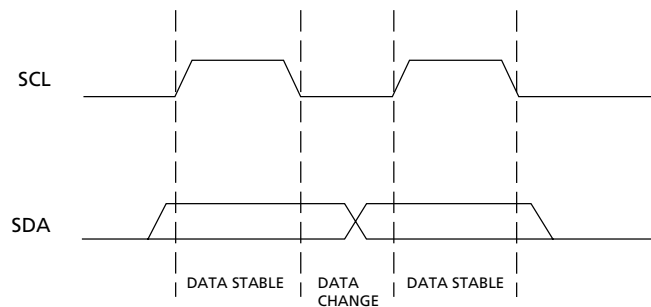 SCL
SDA
DATA STABLE
DATA
CHANGE
DATA STABLE